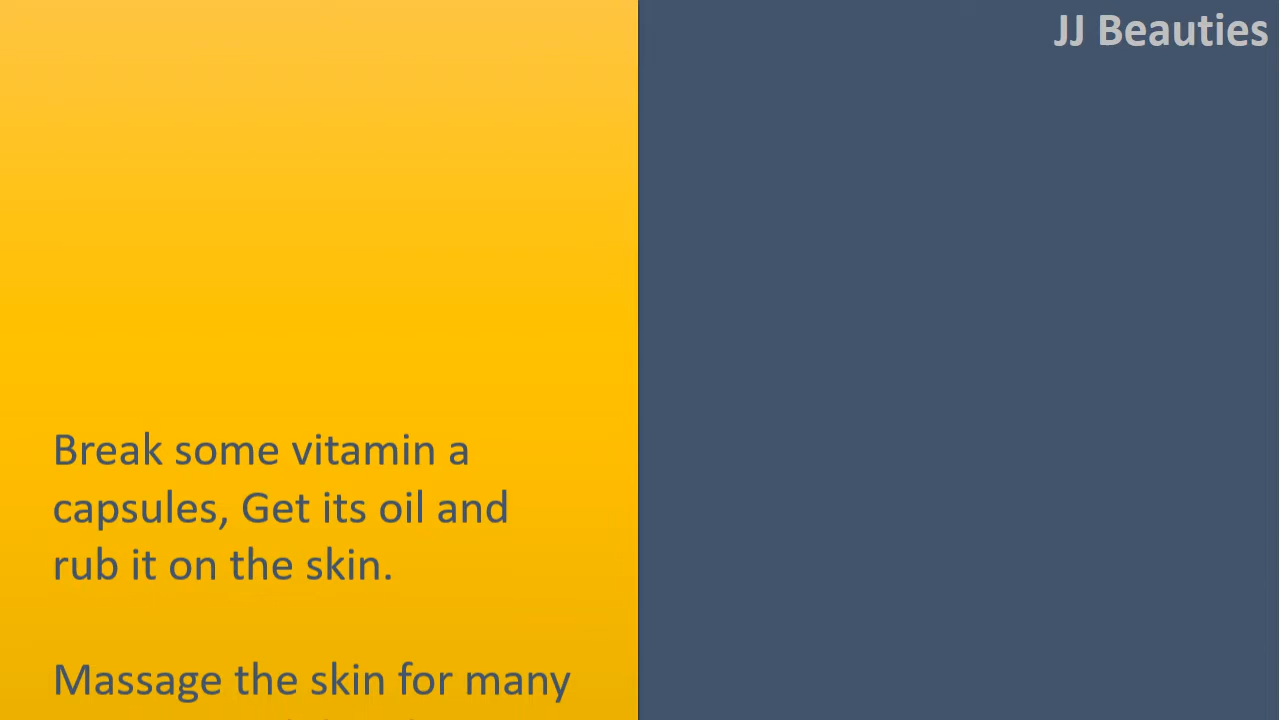 JJ Beauties
Break some vitamin a
capsules, Get its oil and
rub it on the skin.
Massage the skin for many